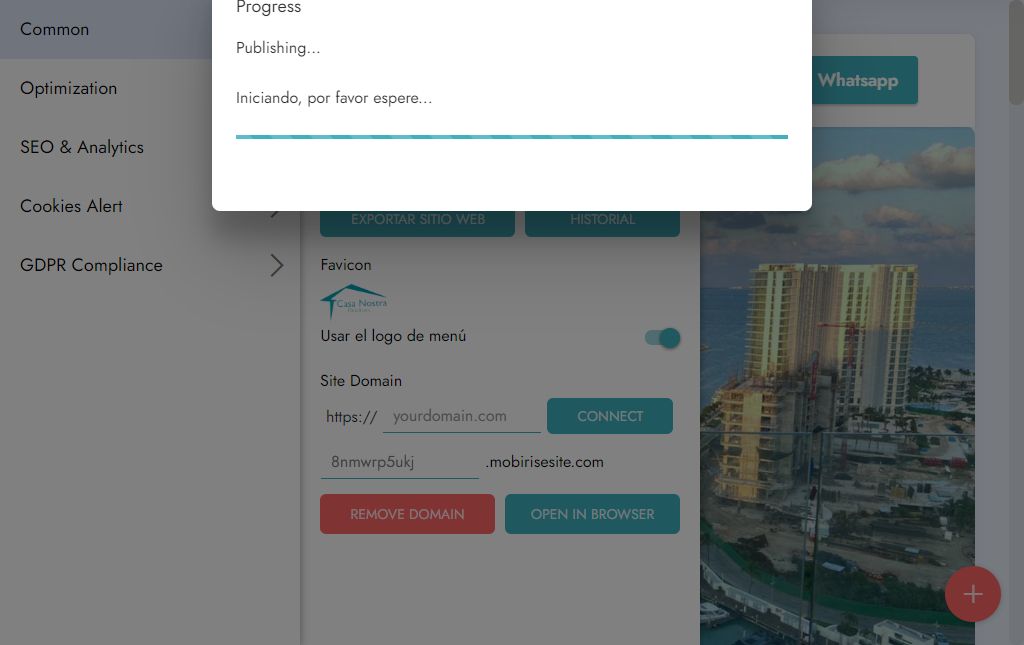 Common
Optimization
SEO & Analytics
Cookies Alert
GDPR Compliance
Progress
Publishing...
Iniciando, por favor espere...
EXPORTAR SITIO WEB
HISTORIAL
Favicon
Casa Nostra
Usar el logo de menú
Site Domain
https:// yourdomain.com CONNECT
8nmwrp5ukj .mobirisesite.com
REMOVE DOMAIN
OPEN IN BROWSER
Whatsapp